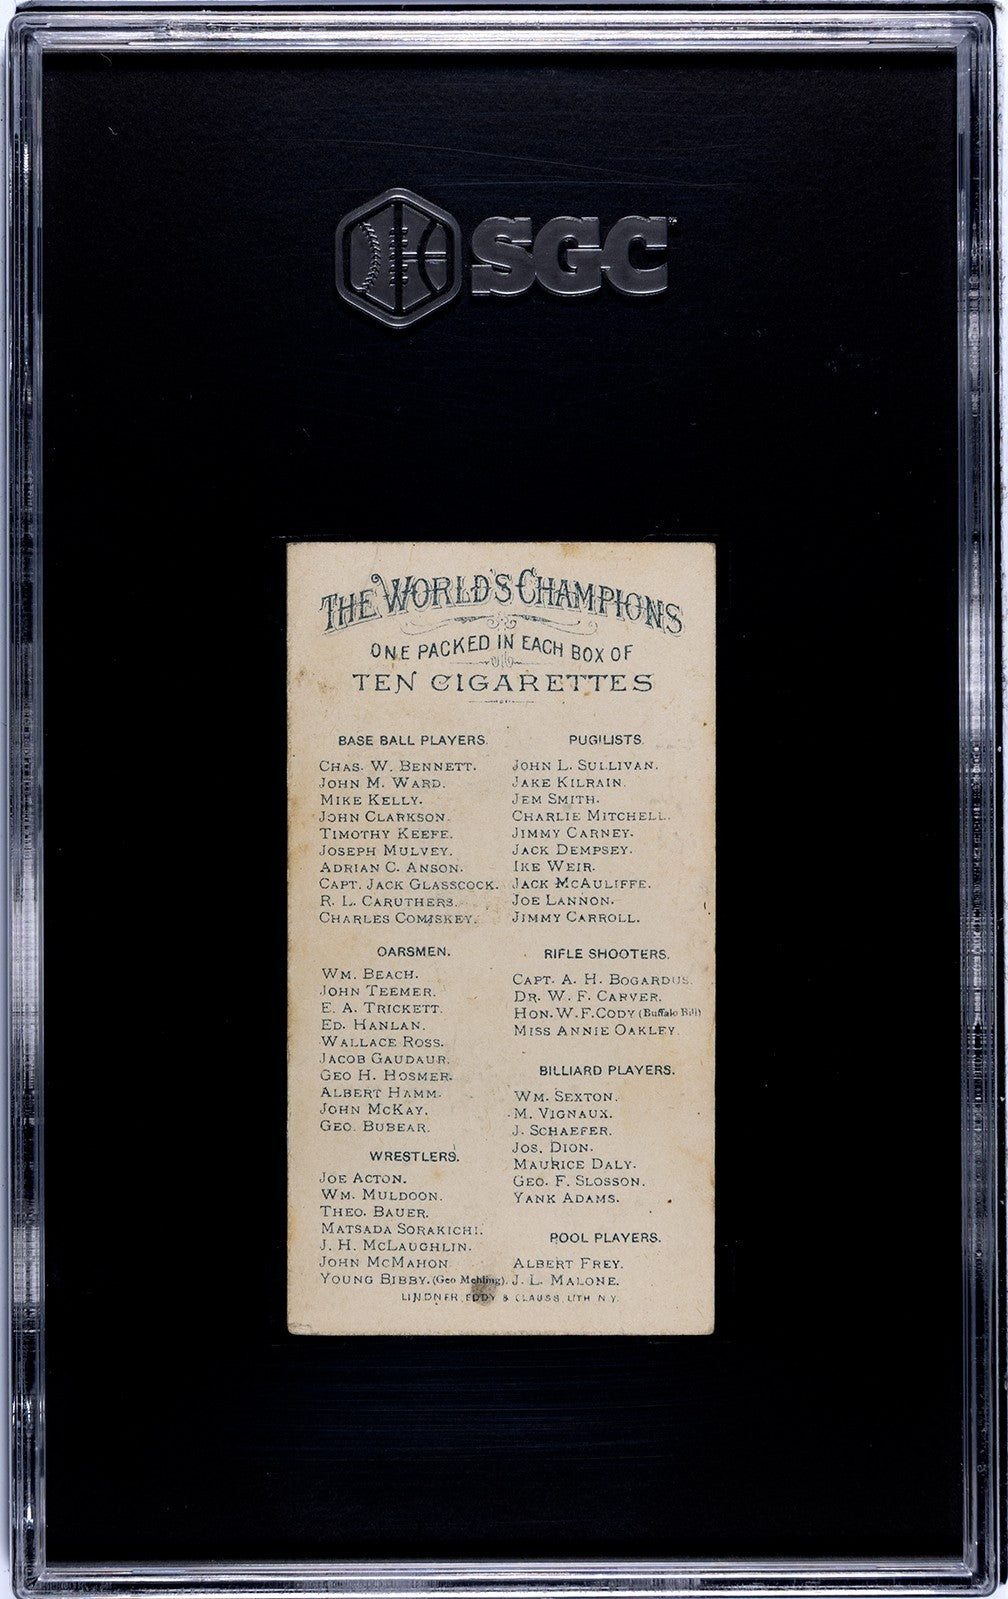 SGC
THE WORLD'S CHAMPIONS
ONE PACKED IN EACH BOX OF
TEN CIGARETTES
BASE BALL PLAYERS.
CHAS. W. BENNETT.
JOHN M. WARD.
MIKE KELLY.
JOHN CLARKSON.
TIMOTHY KEEFE.
JOSEPH MULVEY.
ADRIAN C. ANSON.
CAPT. JACK GLASSCOCK.
R. L. CARUTHERS.
CHARLES COMISKEY.
OARSMEN.
WM. BEACH.
JOHN TEEMER.
E. A. TRICKETT.
ED. HANLAN.
WALLACE ROSS.
JACOB GAUDAUR.
GEO H. HOSMER.
ALBERT HAMM.
JOHN MCKAY.
GEO. BUBEAR.
WRESTLERS.
JOE ACTON.
WM. MULDOON.
THEO. BAUER.
MATSADA SORAKICHI.
J. H. MCLAUGHLIN.
JOHN MCMAHON
YOUNG BIBBY. (Geo Mehling).
PUGILISTS.
JOHN L. SULLIVAN.
JAKE KILRAIN.
JEM SMITH.
CHARLIE MITCHELL.
JIMMY CARNEY.
JACK DEMPSEY.
IKE WEIR.
JACK MCAULIFFE.
JOE LANNON.
JIMMY CARROLL.
RIFLE SHOOTERS.
CAPT. A. H. BOGARDUS.
DR. W. F. CARVER.
HON. W. F. CODY (Buffalo Bill)
MISS ANNIE OAKLEY.
BILLIARD PLAYERS.
WM. SEXTON.
M. VIGNAUX.
J. SCHAEFER.
JOS. DION.
MAURICE DALY.
GEO. F. SLOSSON.
YANK ADAMS.
POOL PLAYERS.
ALBERT FREY.
J. L. MALONE.
LINDNER, EDDY & CLAUSS, LITH. N.Y.